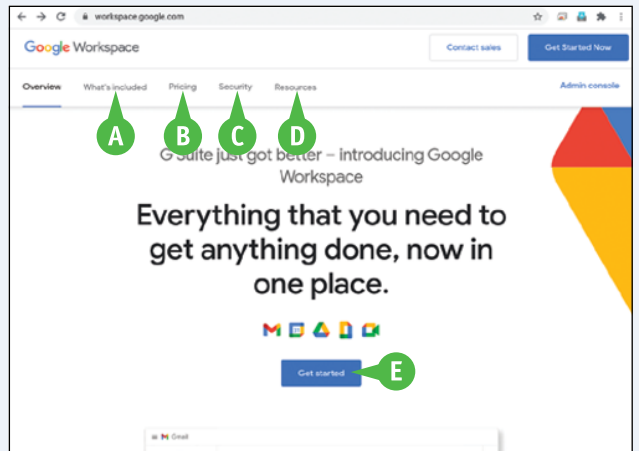 workspace.google.com
Google Workspace
Contact sales
Get Started Now
Overview What's included Pricing Security Resources
Admin console
A B C D
G Suite just got better – introducing Google
Workspace
Everything that you need to
get anything done, now in
one place.
Get started
E
Gmail